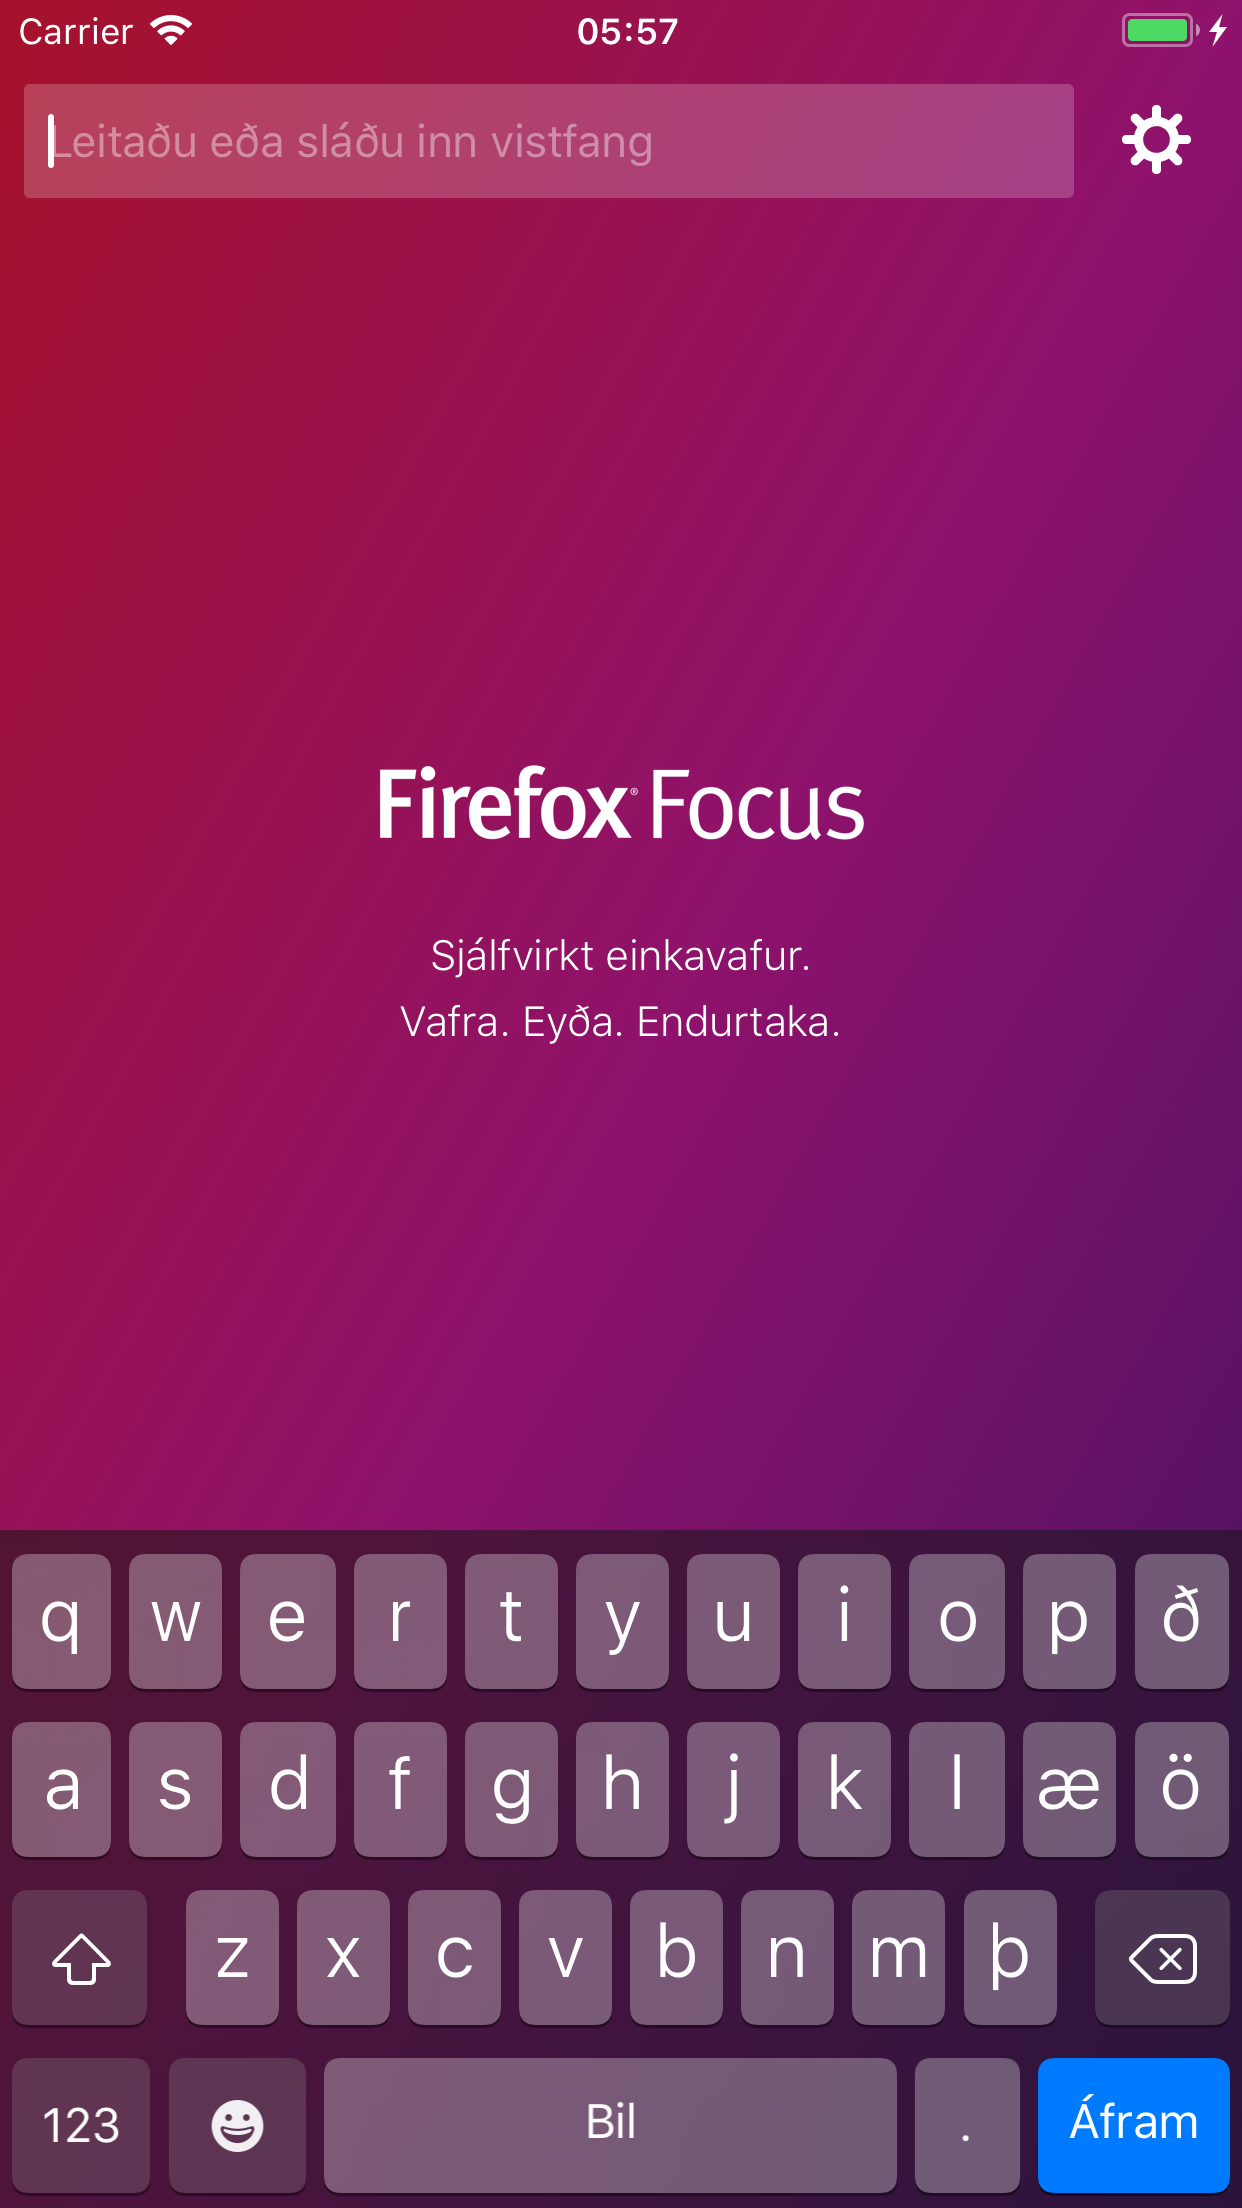 Carrier 05:57
Leitaðu eða sláðu inn vistfang
Firefox® Focus
Sjálfvirkt einkavafur.
Vafra. Eyða. Endurtaka.
q w e r t y u i o p ð
a s d f g h j k l æ ö
z x c v b n m þ
123 Bil . Áfram